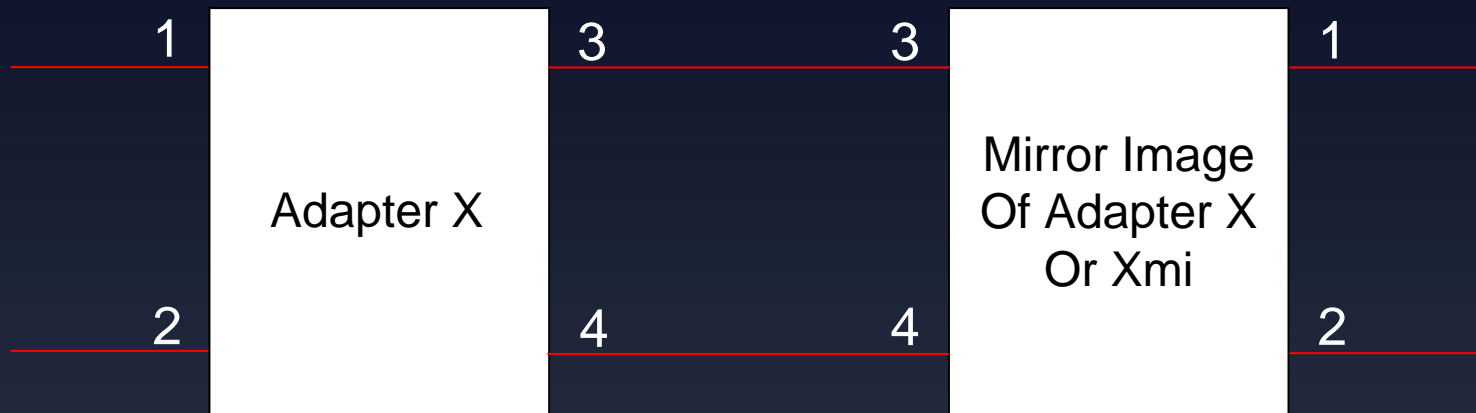 1 3 3 1
Adapter X
Mirror Image
Of Adapter X
Or Xmi
2 4 4 2